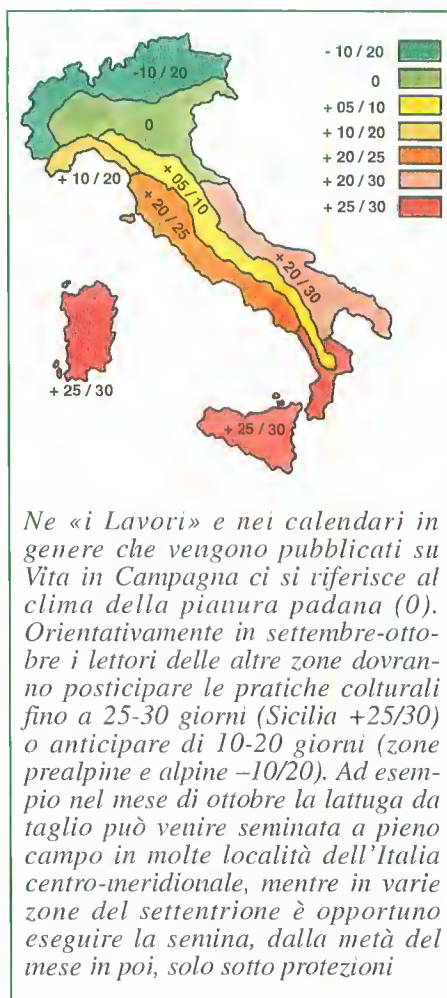 -10/20
0
+ 10/20
+ 05/10
+ 20/25
+ 20/30
+ 25/30
+ 25/30
- 10/20
0
+ 05/10
+ 10/20
+ 20/25
+ 20/30
+ 25/30
Ne «i Lavori» e nei calendari in
genere che vengono pubblicati su
Vita in Campagna ci si riferisce al
clima della pianura padana (0).
Orientativamente in settembre-otto-
bre i lettori delle altre zone dovran-
no posticipare le pratiche colturali
fino a 25-30 giorni (Sicilia +25/30)
o anticipare di 10-20 giorni (zone
prealpine e alpine –10/20). Ad esem-
pio nel mese di ottobre la lattuga da
taglio può venire seminata a pieno
campo in molte località dell'Italia
centro-meridionale, mentre in varie
zone del settentrione è opportuno
eseguire la semina, dalla metà del
mese in poi, solo sotto protezioni